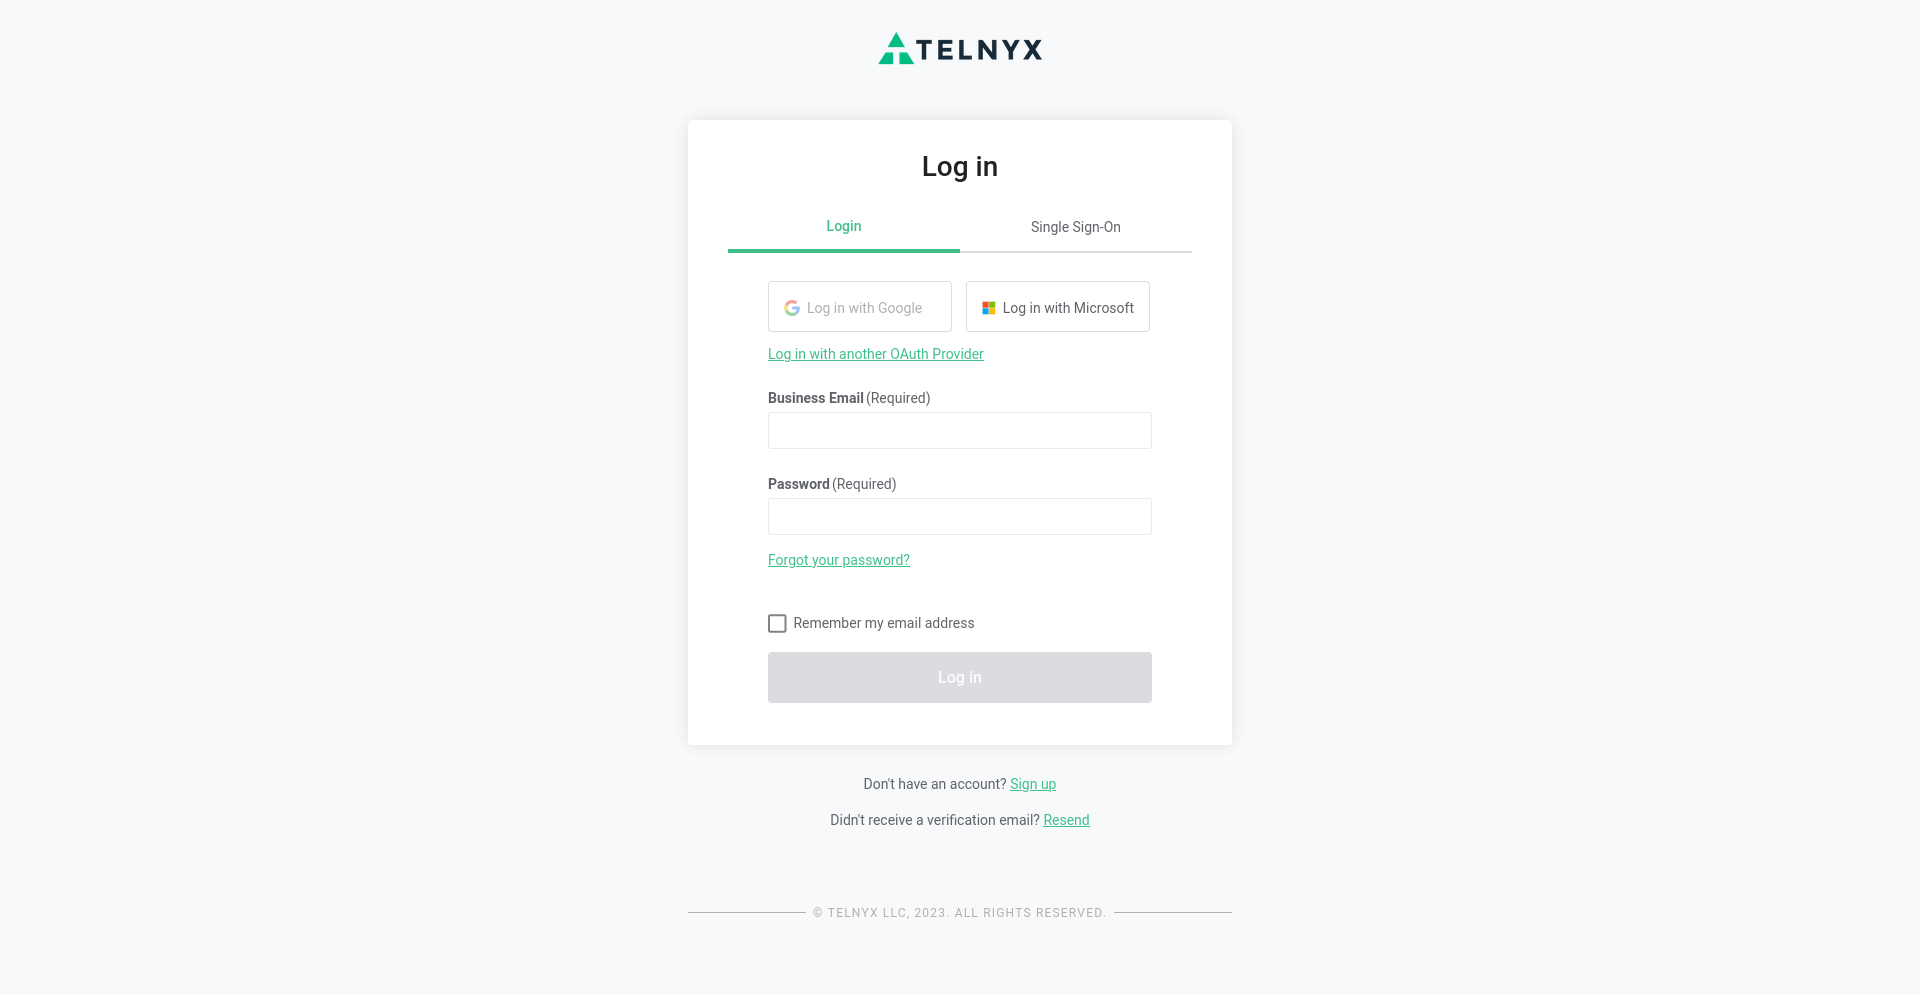 TELNYX
Log in
Login
Single Sign-On
Log in with Google
Log in with Microsoft
Log in with another OAuth Provider
Business Email (Required)
Password (Required)
Forgot your password?
Remember my email address
Log in
Don't have an account? Sign up
Didn't receive a verification email? Resend
© TELNYX LLC, 2023. ALL RIGHTS RESERVED.